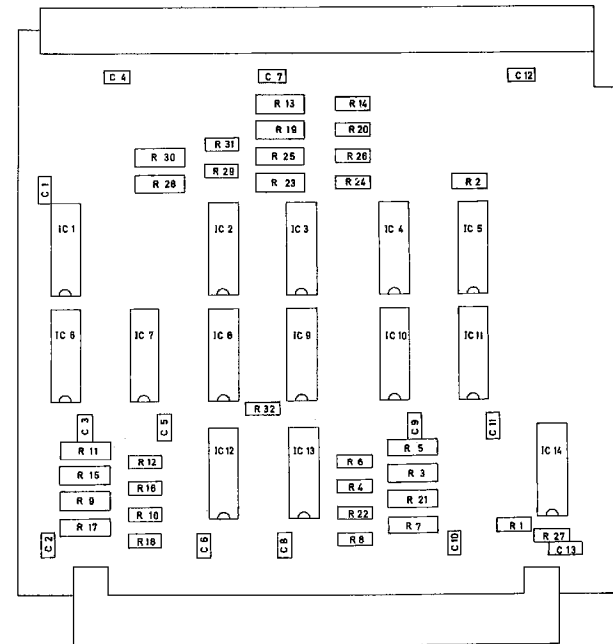 C 4
C 7
C 12
R 13
R 14
R 19
R 20
R 31
R 30
R 25
R 26
R 29
R 28
R 23
R 24
R 2
C 1
IC 1
IC 2
IC 3
IC 4
IC 5
IC 6
IC 7
IC 8
IC 9
IC 10
IC 11
R 32
C 3
C 5
C 9
C 11
R 11
R 12
IC 12
IC 13
R 6
R 5
IC 14
R 15
R 16
R 4
R 3
R 9
R 10
R 22
R 21
R 17
R 18
R 8
R 7
R 1
R 27
C 2
C 6
C 8
C 10
C 13